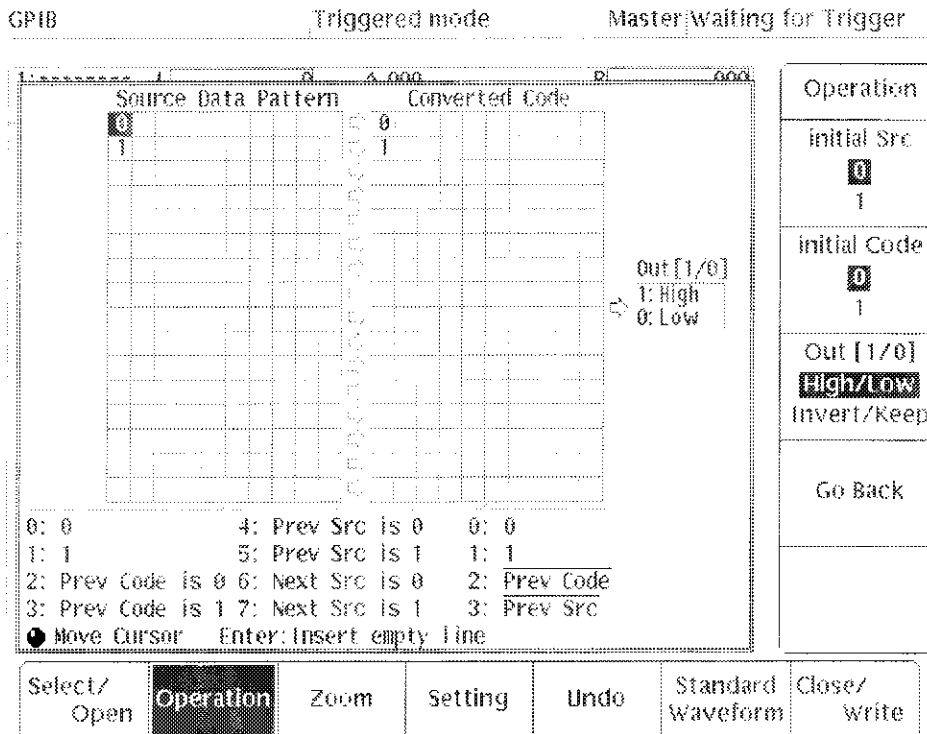 GPIB Triggered mode Master Waiting for Trigger
Source Data Pattern Converted Code
0 0
1 1
Out[1/0]
1: High
0: Low
0: 0 4: Prev Src is 0 0: 0
1: 1 5: Prev Src is 1 1: 1
2: Prev Code is 0 6: Next Src is 0 2: Prev Code
3: Prev Code is 1 7: Next Src is 1 3: Prev Src
Move Cursor Enter:Insert empty line
Operation
initial Src
0
1
initial Code
0
1
Out [1/0]
High/Low
Invert/Keep
Go Back
Select/
Open
Operation
Zoom
Setting
Undo
Standard
Waveform
Close/
Write